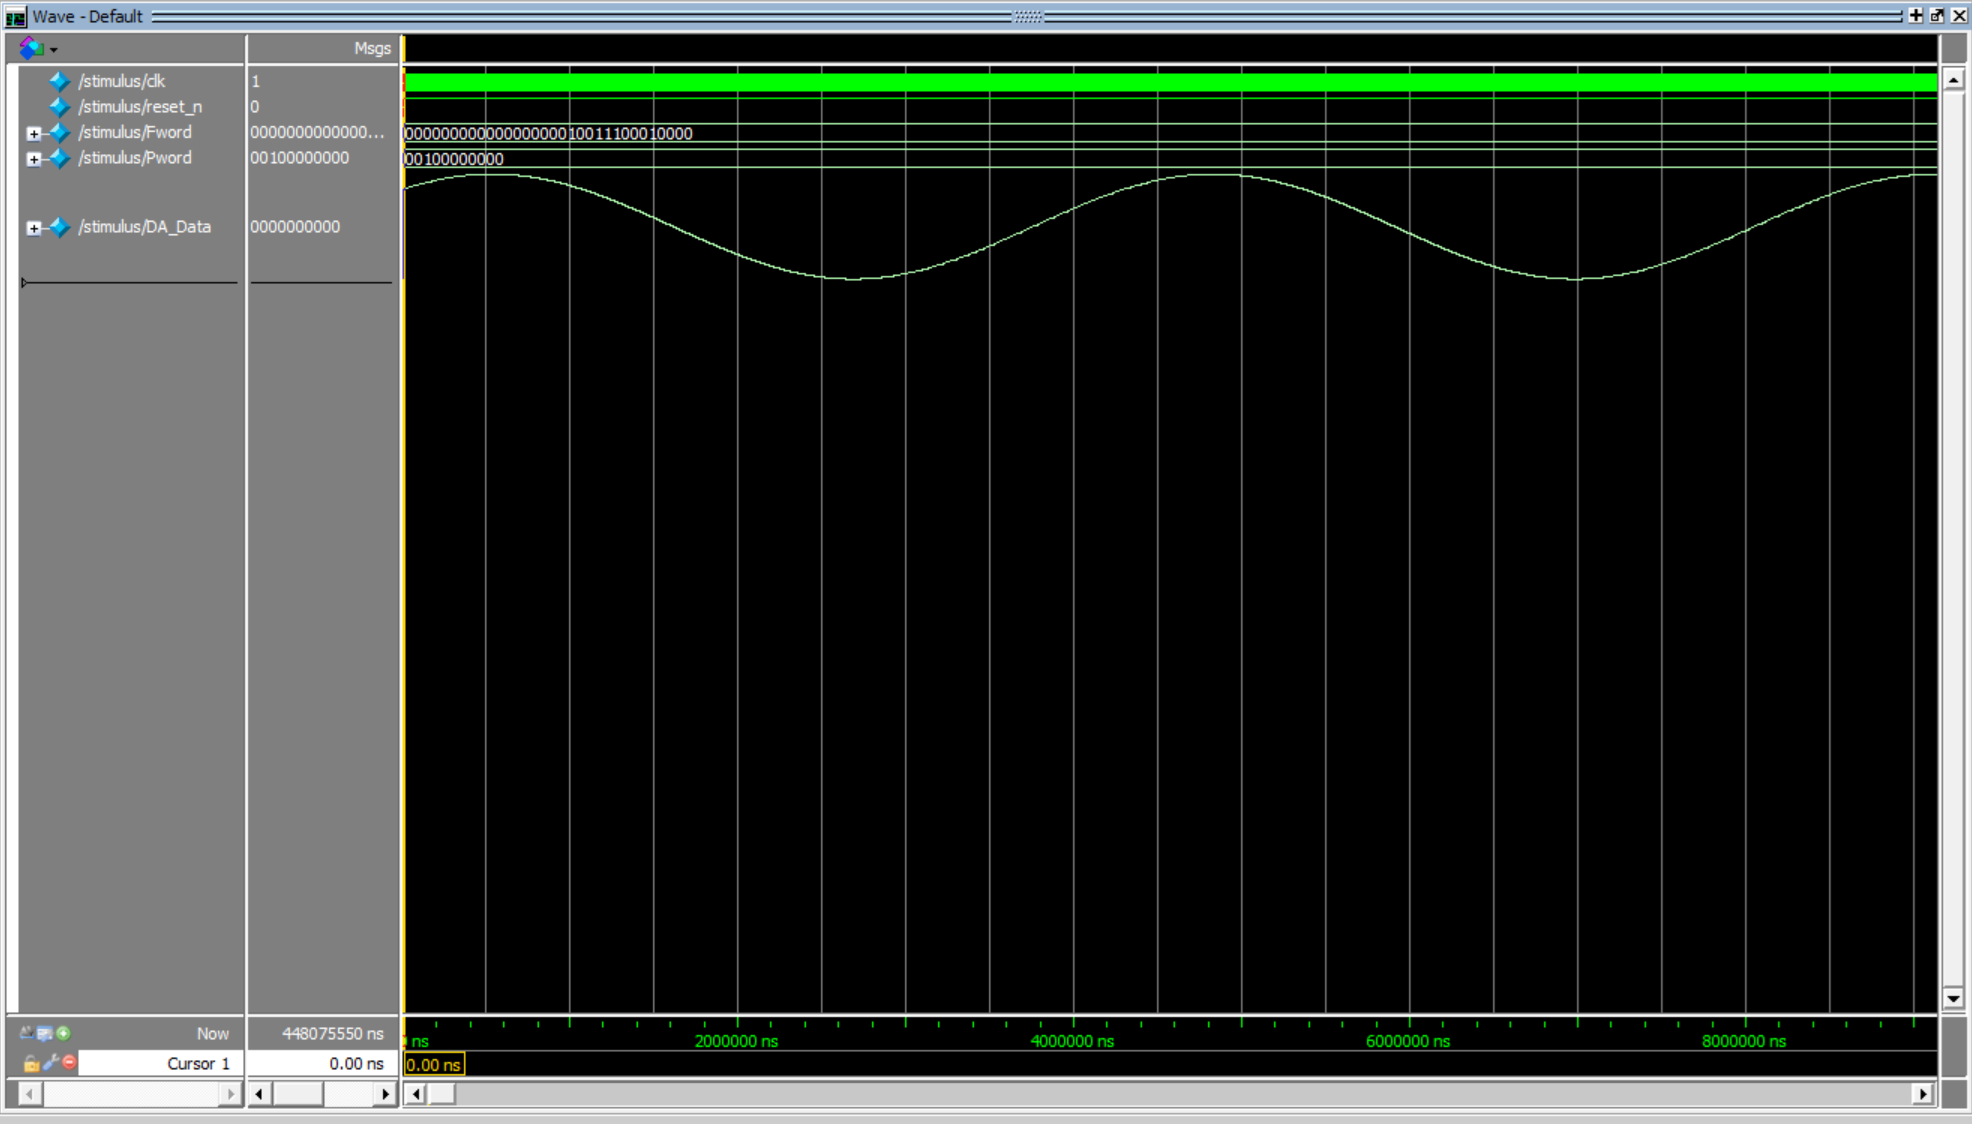 Wave - Default
Msgs
/stimulus/clk 1
/stimulus/reset_n 0
/stimulus/Fword 0000000000000... 00000000000000000010011100010000
/stimulus/Pword 00100000000 00100000000
/stimulus/DA_Data 0000000000
Now 448075550 ns ns 2000000 ns 4000000 ns 6000000 ns 8000000 ns
Cursor 1 0.00 ns 0.00 ns